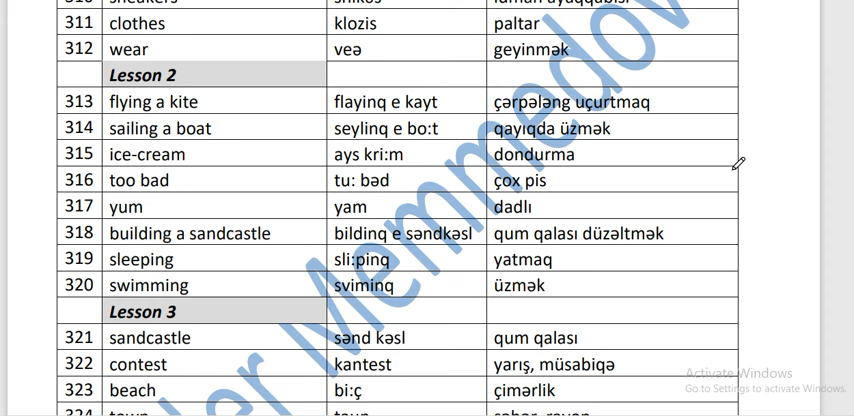 311 clothes klozis paltar
312 wear veə geyinmək
Lesson 2
313 flying a kite flayinq e kayt çərpələng uçurtmaq
314 sailing a boat seylinq e bo:t qayıqda üzmək
315 ice-cream ays kri:m dondurma
316 too bad tu: bəd çox pis
317 yum yam dadlı
318 building a sandcastle bildinq e səndkəsl qum qalası düzəltmək
319 sleeping sli:pinq yatmaq
320 swimming sviminq üzmək
Lesson 3
321 sandcastle sənd kəsl qum qalası
322 contest kantest yarış, müsabiqə
323 beach bi:ç çimərlik
Activate Windows
Go to Settings to activate Windows.